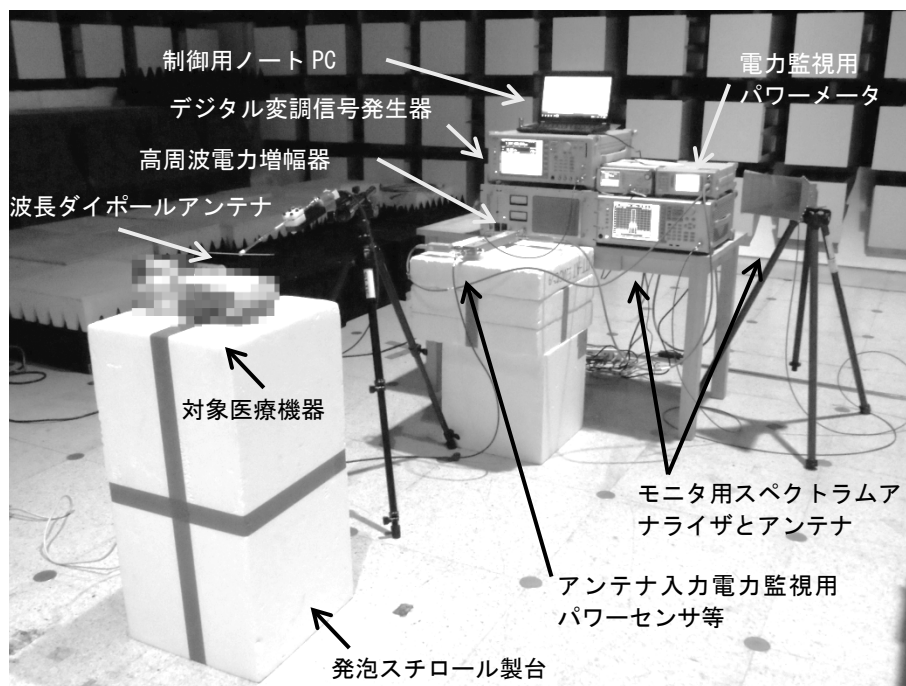 制御用ノートPC
電力監視用
パワーメータ
デジタル変調信号発生器
高周波電力増幅器
波長ダイポールアンテナ
対象医療機器
モニタ用スペクトラムア
ナライザとアンテナ
アンテナ入力電力監視用
パワーセンサ等
発泡スチロール製台